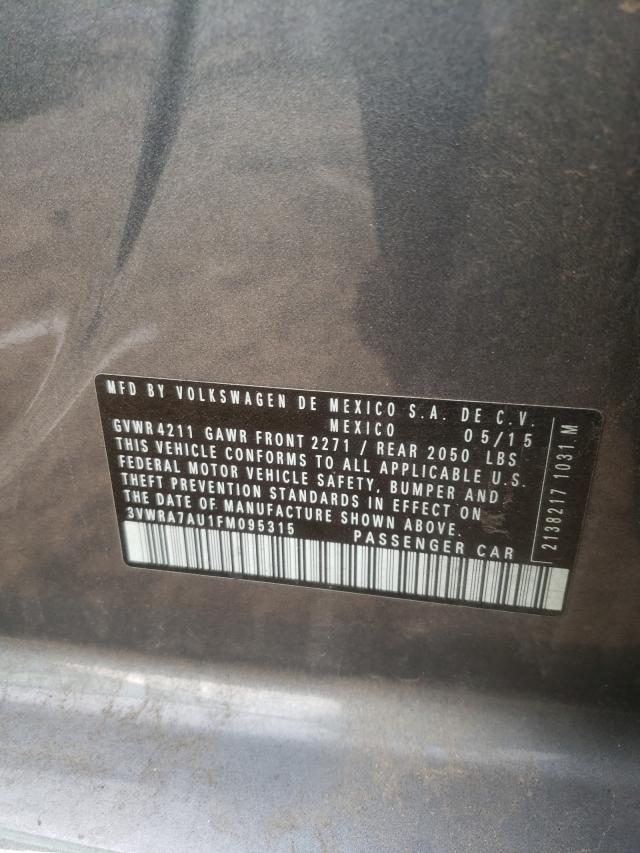 MFD BY VOLKSWAGEN DE MEXICO S.A. DE C.V.
MEXICO 05/15
GVWR 4211 GAWR FRONT 2271 / REAR 2050 LBS
THIS VEHICLE CONFORMS TO ALL APPLICABLE U.S.
FEDERAL MOTOR VEHICLE SAFETY, BUMPER AND
THEFT PREVENTION STANDARDS IN EFFECT ON
THE DATE OF MANUFACTURE SHOWN ABOVE.
3VWRA7AU1FM095315 PASSENGER CAR
2138217 1031 M